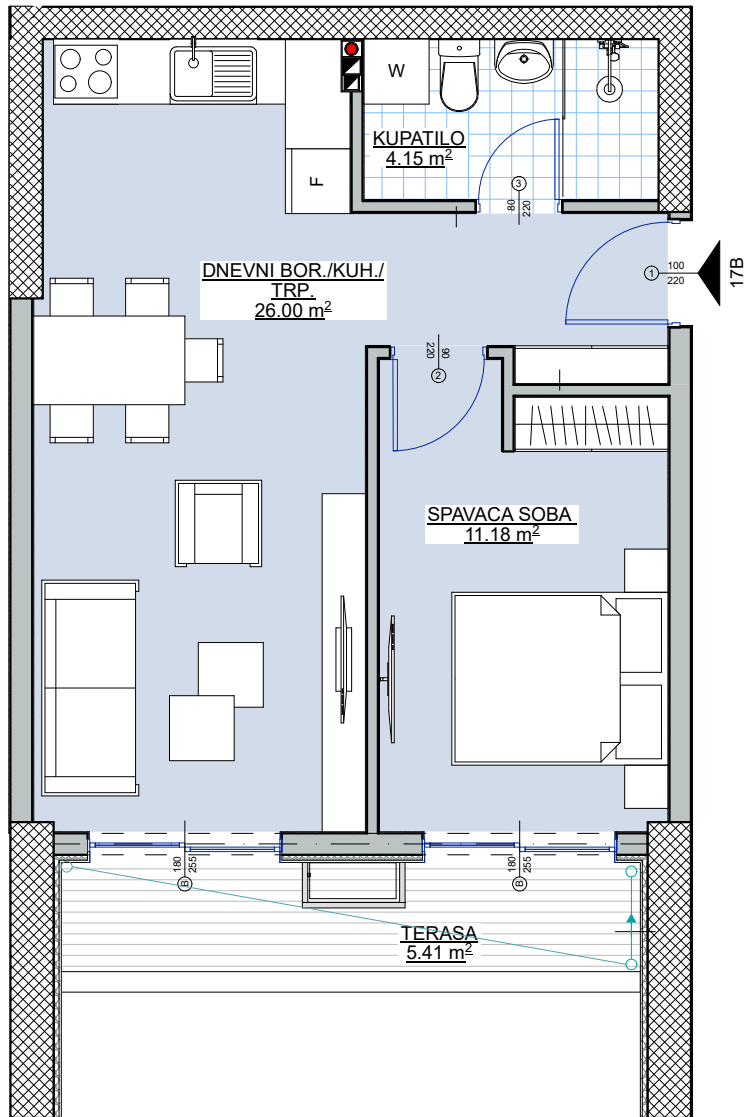 W
KUPATILO
4.15 m²
F
3
80
220
DNEVNI BOR./KUH./
TRP.
26.00 m²
1
100
220
17B
90
220
2
SPAVACA SOBA
11.18 m²
180
255
B
180
255
B
TERASA
5.41 m²